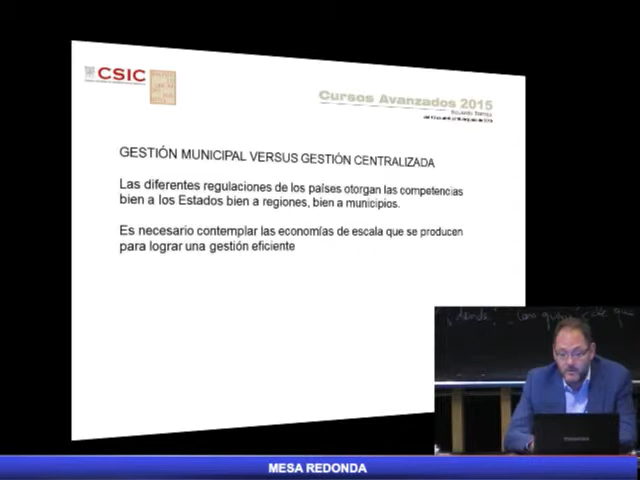 CSIC
Cursos Avanzados 2015
GESTIÓN MUNICIPAL VERSUS GESTIÓN CENTRALIZADA
Las diferentes regulaciones de los países otorgan las competencias
bien a los Estados bien a regiones, bien a municipios.
Es necesario contemplar las economías de escala que se producen
para lograr una gestión eficiente
TOSHIBA
MESA REDONDA